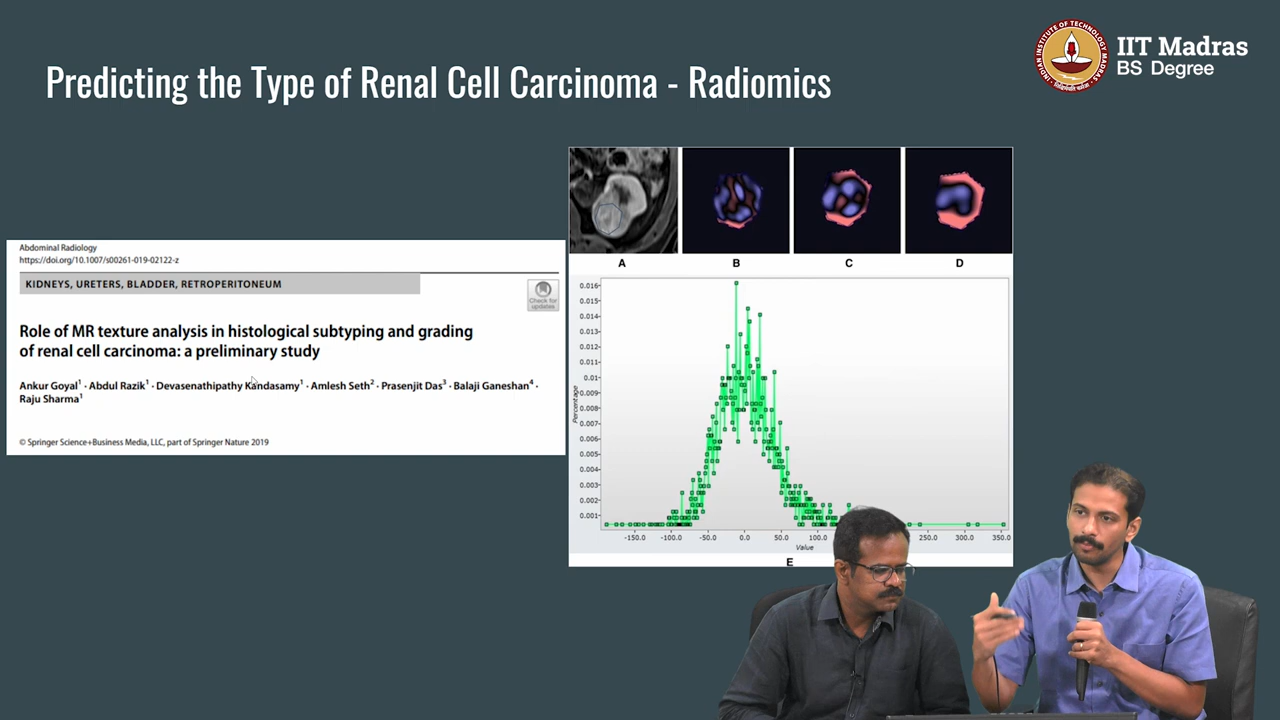 Predicting the Type of Renal Cell Carcinoma - Radiomics
IIT Madras
BS Degree
INDIAN INSTITUTE OF TECHNOLOGY MADRAS
Abdominal Radiology
https://doi.org/10.1007/s00261-019-02122-z
KIDNEYS, URETERS, BLADDER, RETROPERITONEUM
Check for
updates
Role of MR texture analysis in histological subtyping and grading
of renal cell carcinoma: a preliminary study
Ankur Goyal1 · Abdul Razik1 · Devasenathipathy Kandasamy1 · Amlesh Seth2 · Prasenjit Das3 · Balaji Ganeshan4 ·
Raju Sharma1
© Springer Science+Business Media, LLC, part of Springer Nature 2019
A B C D
0.016
0.015
0.014
0.013
0.012
0.011
0.01
0.009
0.008
0.007
0.006
0.005
0.004
0.003
0.002
0.001
Percentage
-150.0 -100.0 -50.0 0.0 50.0 100.0 250.0 300.0 350.0
Value
E